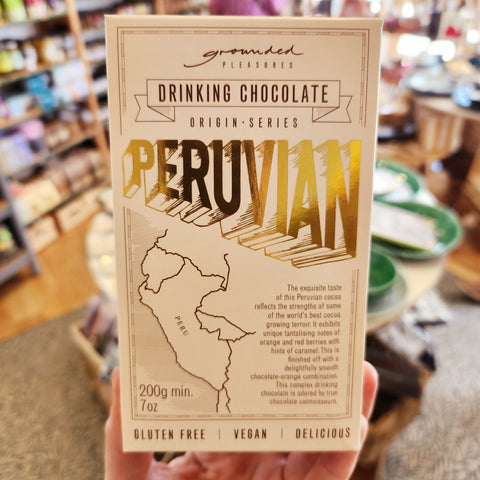 grounded
PLEASURES
DRINKING CHOCOLATE
ORIGIN·SERIES
PERUVIAN
PERU
The exquisite taste
of this Peruvian cocoa
reflects the strengths of some
of the world's best cocoa
growing terroir. It exhibits
unique tantalising notes of
orange and red berries with
hints of caramel. This is
finished off with a
delightfully smooth
chocolate-orange combination.
This complex drinking
chocolate is adored by true
chocolate connoisseurs.
200g min.
7oz
GLUTEN FREE | VEGAN | DELICIOUS